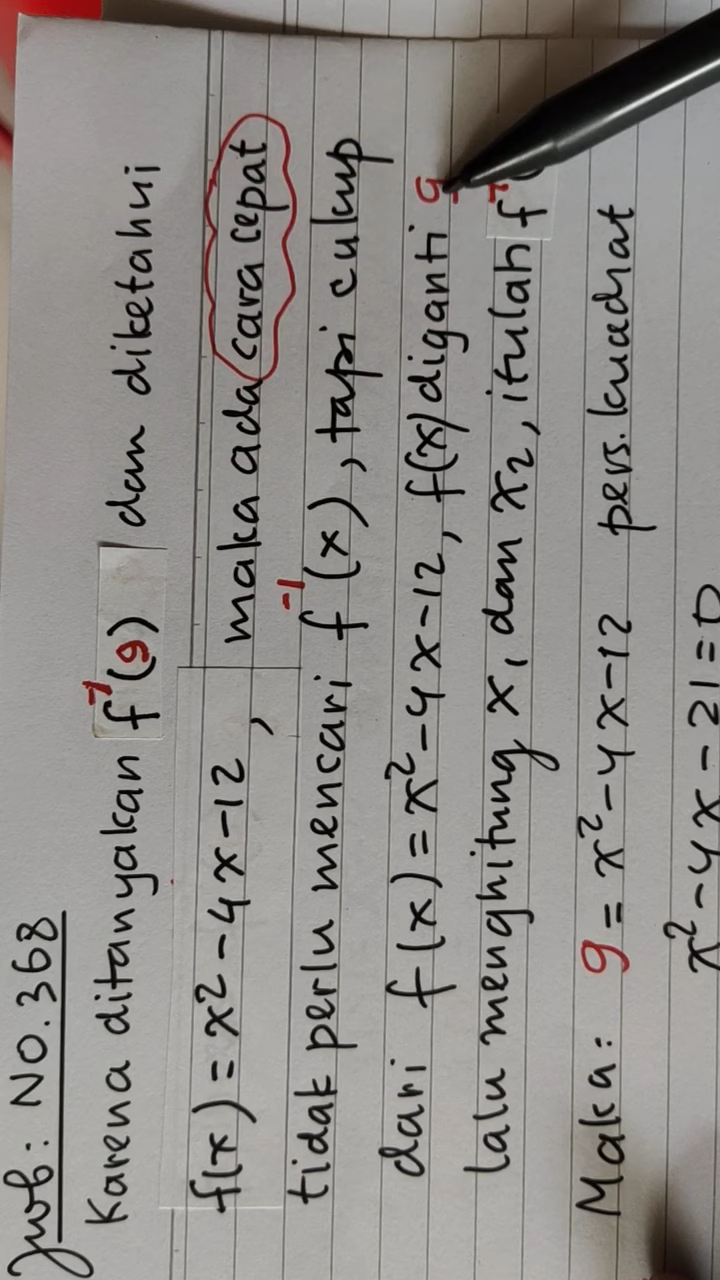 Jwb: NO.368
Karena ditanyakan f⁻¹(9) dan diketahui
f(x) = x² - 4x - 12, maka ada cara cepat
tidak perlu mencari f⁻¹(x), tapi cukup
dari f(x) = x² - 4x - 12, f(x) diganti 9
lalu menghitung x₁ dan x₂, itulah f
Maka: 9 = x² - 4x - 12 pers. kuadrat
x² - 4x - 21 = 0